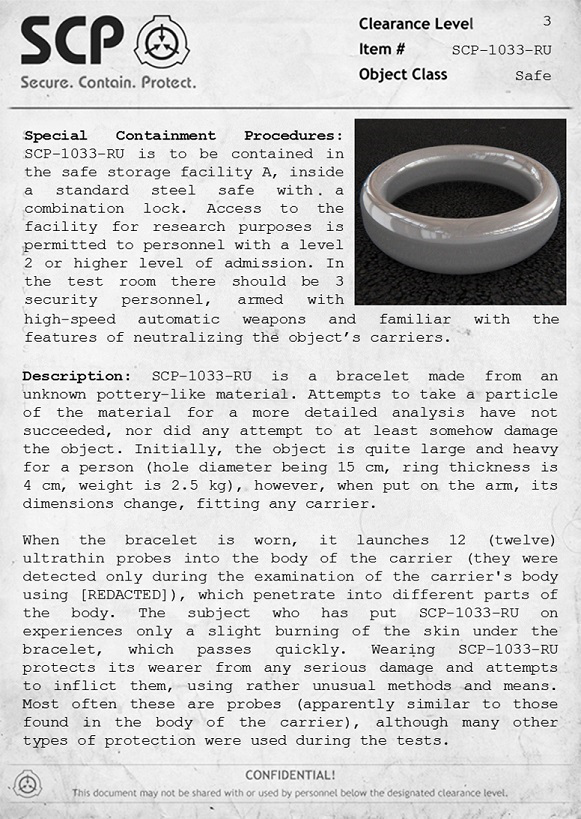 SCP
Secure. Contain. Protect.
Clearance Level 3
Item # SCP-1033-RU
Object Class Safe
Special Containment Procedures:
SCP-1033-RU is to be contained in
the safe storage facility A, inside
a standard steel safe with a
combination lock. Access to the
facility for research purposes is
permitted to personnel with a level
2 or higher level of admission. In
the test room there should be 3
security personnel, armed with
high-speed automatic weapons and familiar with the
features of neutralizing the object’s carriers.
Description: SCP-1033-RU is a bracelet made from an
unknown pottery-like material. Attempts to take a particle
of the material for a more detailed analysis have not
succeeded, nor did any attempt to at least somehow damage
the object. Initially, the object is quite large and heavy
for a person (hole diameter being 15 cm, ring thickness is
4 cm, weight is 2.5 kg), however, when put on the arm, its
dimensions change, fitting any carrier.
When the bracelet is worn, it launches 12 (twelve)
ultrathin probes into the body of the carrier (they were
detected only during the examination of the carrier's body
using [REDACTED]), which penetrate into different parts of
the body. The subject who has put SCP-1033-RU on
experiences only a slight burning of the skin under the
bracelet, which passes quickly. Wearing SCP-1033-RU
protects its wearer from any serious damage and attempts
to inflict them, using rather unusual methods and means.
Most often these are probes (apparently similar to those
found in the body of the carrier), although many other
types of protection were used during the tests.
CONFIDENTIAL!
This document may not be shared with or used by personnel below the designated clearance level.